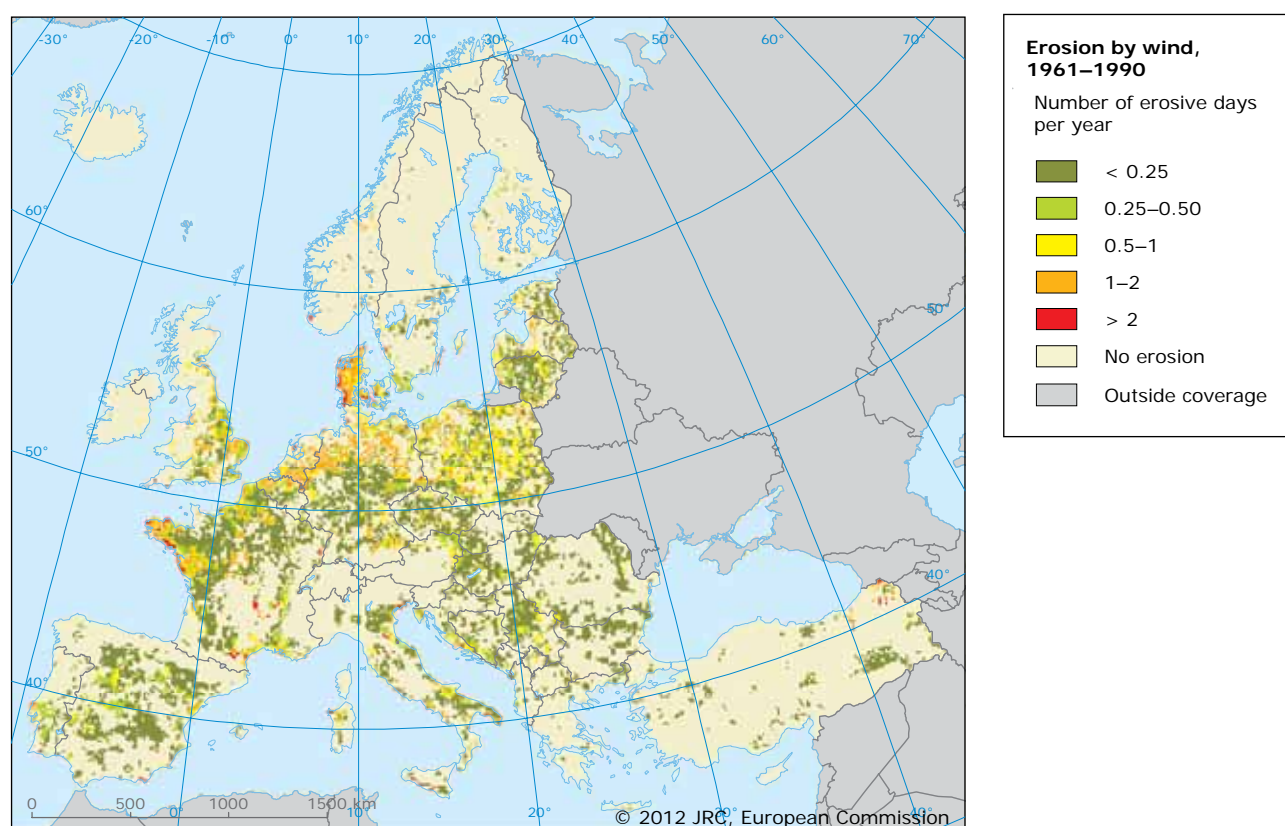 -30° -20° -10° 0° 10° 20° 30° 40° 50° 60° 70°
60°
50°
50°
40°
40°
0 500 1000 1500 km
0° 20° 30° 40°
© 2012 JRC, European Commission
Erosion by wind,
1961–1990
Number of erosive days
per year
< 0.25
0.25–0.50
0.5–1
1–2
> 2
No erosion
Outside coverage